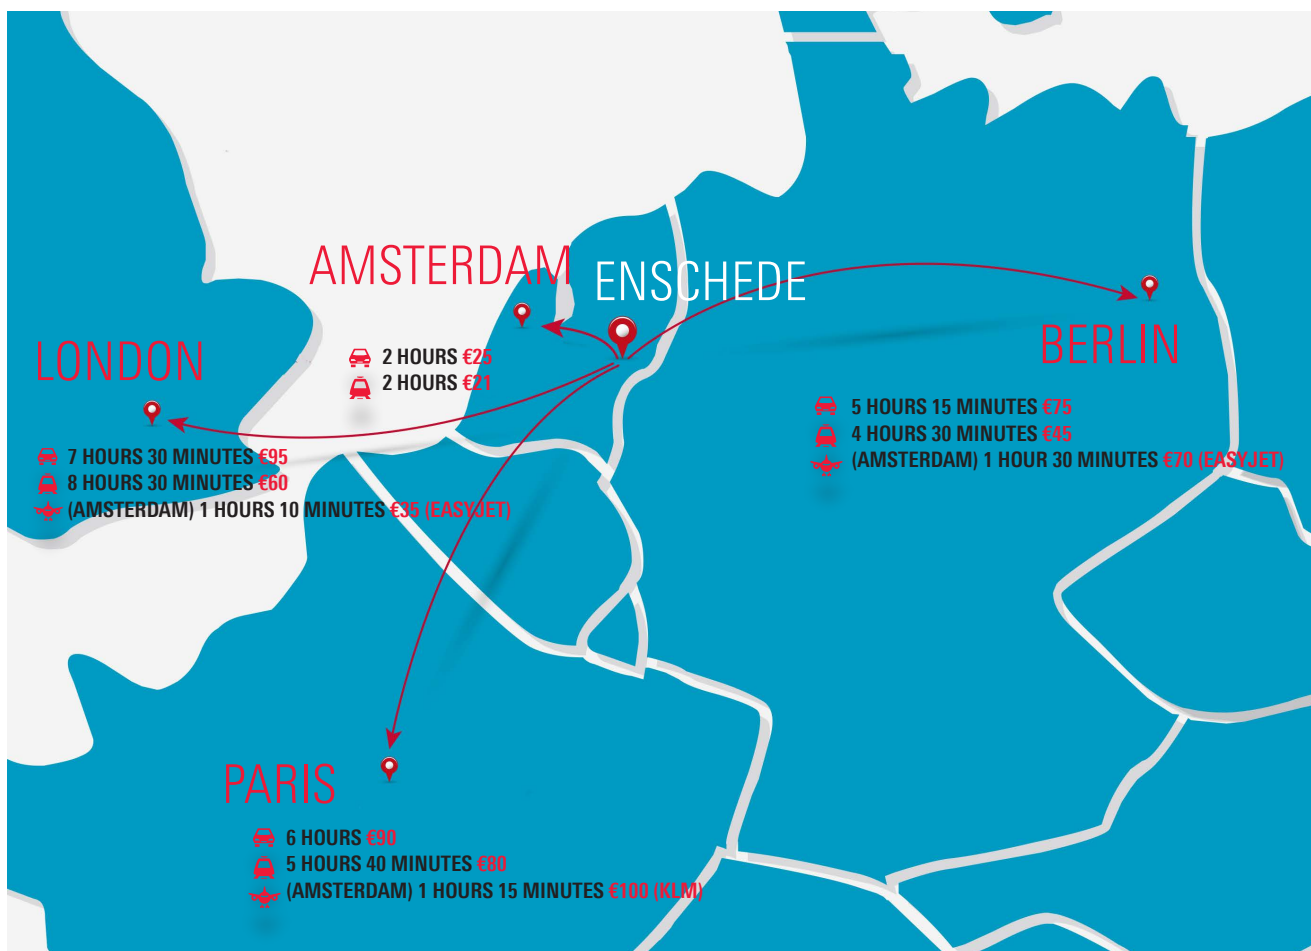 AMSTERDAM
2 HOURS €25
2 HOURS €21
ENSCHEDE
LONDON
7 HOURS 30 MINUTES €95
8 HOURS 30 MINUTES €60
(AMSTERDAM) 1 HOURS 10 MINUTES €35 (EASYJET)
BERLIN
5 HOURS 15 MINUTES €75
4 HOURS 30 MINUTES €45
(AMSTERDAM) 1 HOUR 30 MINUTES €70 (EASYJET)
PARIS
6 HOURS €90
5 HOURS 40 MINUTES €80
(AMSTERDAM) 1 HOURS 15 MINUTES €100 (KLM)